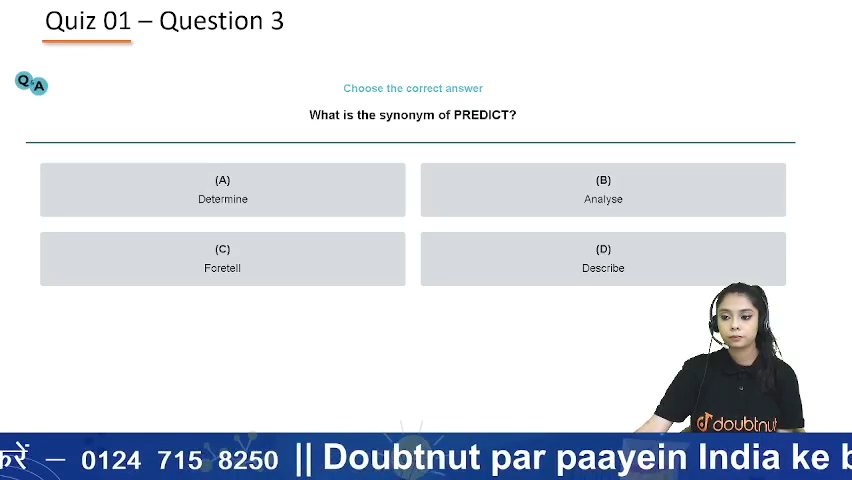 Quiz 01 – Question 3
Q&A
Choose the correct answer
What is the synonym of PREDICT?
(A)
Determine
(B)
Analyse
(C)
Foretell
(D)
Describe
doubtnut
करें – 0124 715 8250 || Doubtnut par paayein India ke